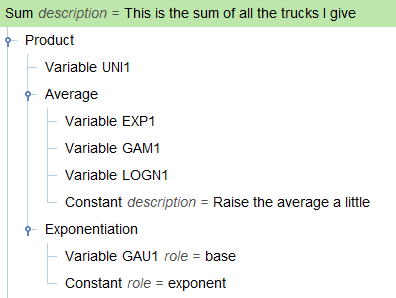 Sum description = This is the sum of all the trucks I give
Product
Variable UNI1
Average
Variable EXP1
Variable GAM1
Variable LOGN1
Constant description = Raise the average a little
Exponentiation
Variable GAU1 role = base
Constant role = exponent